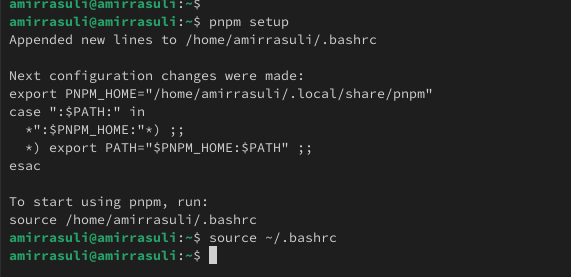 amirrasuli@amirrasuli:~$
amirrasuli@amirrasuli:~$ pnpm setup
Appended new lines to /home/amirrasuli/.bashrc

Next configuration changes were made:
export PNPM_HOME="/home/amirrasuli/.local/share/pnpm"
case ":$PATH:" in
  *":$PNPM_HOME:"*) ;;
  *) export PATH="$PNPM_HOME:$PATH" ;;
esac

To start using pnpm, run:
source /home/amirrasuli/.bashrc
amirrasuli@amirrasuli:~$ source ~/.bashrc
amirrasuli@amirrasuli:~$